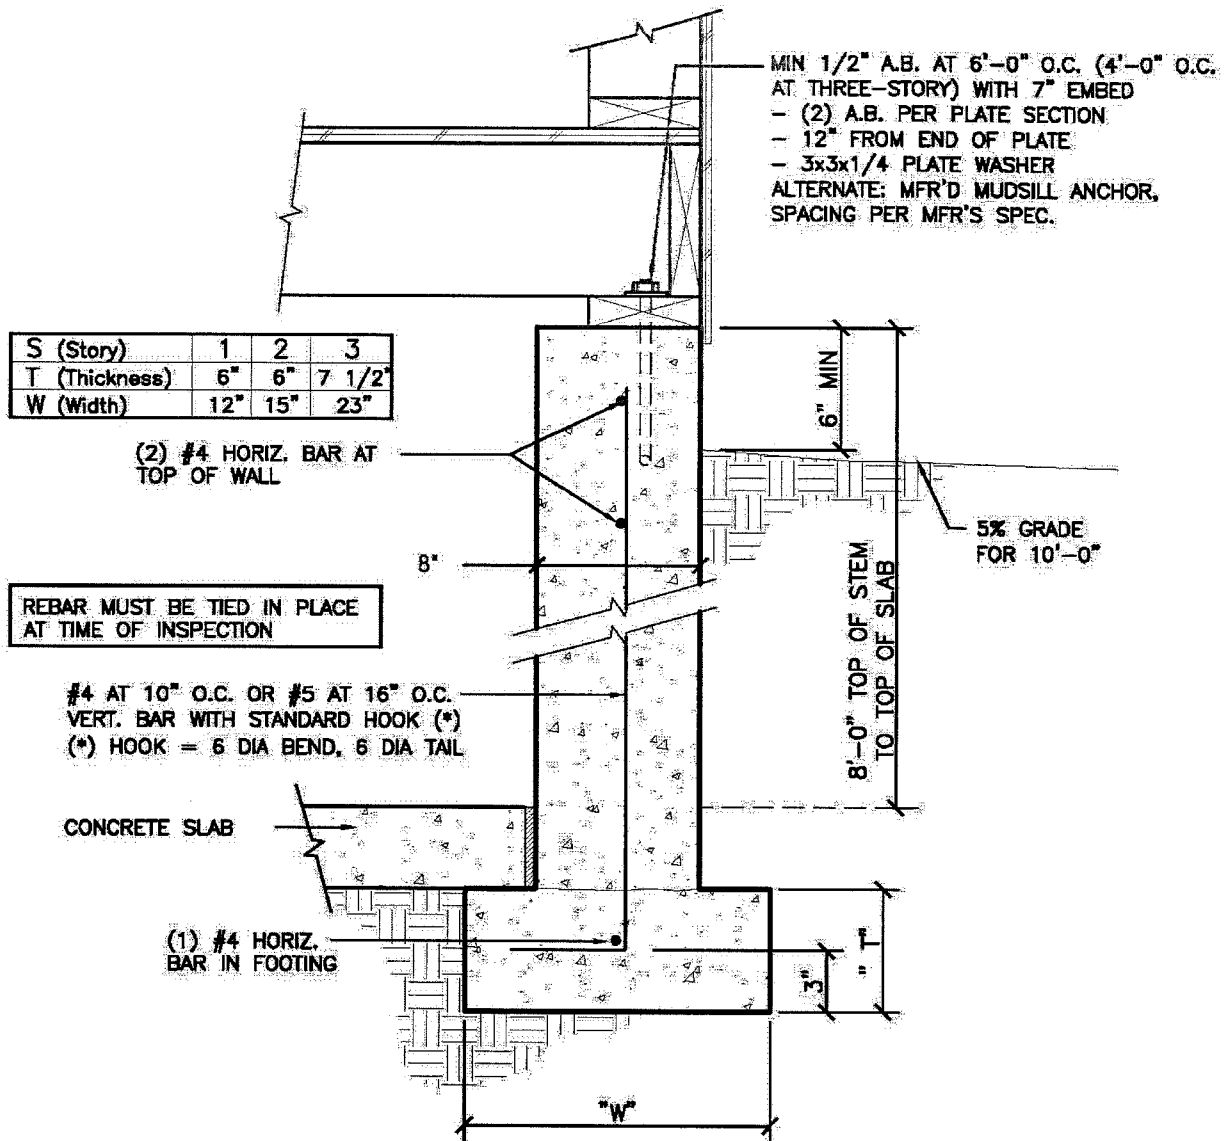 MIN 1/2" A.B. AT 6'-0" O.C. (4'-0" O.C.
AT THREE-STORY) WITH 7" EMBED
- (2) A.B. PER PLATE SECTION
- 12" FROM END OF PLATE
- 3x3x1/4 PLATE WASHER
ALTERNATE: MFR'D MUDSILL ANCHOR,
SPACING PER MFR'S SPEC.
S (Story) 1 2 3
T (Thickness) 6" 6" 7 1/2"
W (Width) 12" 15" 23"
6" MIN
(2) #4 HORIZ. BAR AT
TOP OF WALL
5% GRADE
FOR 10'-0"
8"
8'-0" TOP OF STEM
TO TOP OF SLAB
REBAR MUST BE TIED IN PLACE
AT TIME OF INSPECTION
#4 AT 10" O.C. OR #5 AT 16" O.C.
VERT. BAR WITH STANDARD HOOK (*)
(*) HOOK = 6 DIA BEND, 6 DIA TAIL
CONCRETE SLAB
(1) #4 HORIZ.
BAR IN FOOTING
3"
"T"
"W"